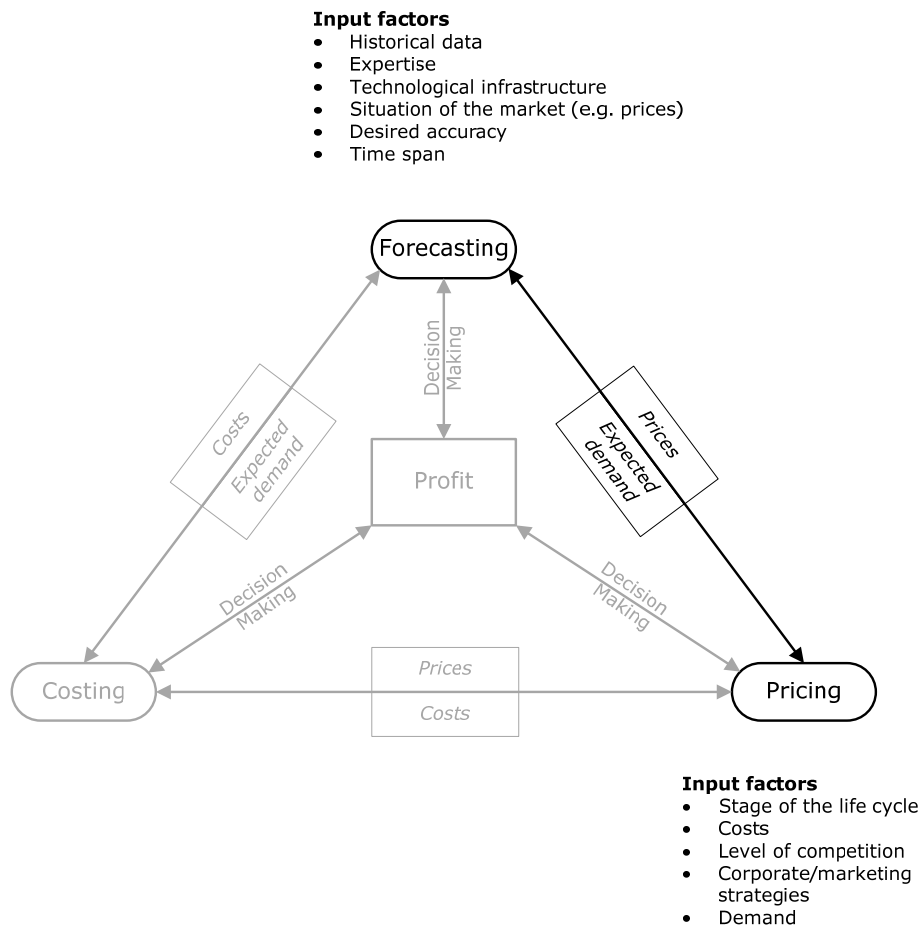 Input factors
• Historical data
• Expertise
• Technological infrastructure
• Situation of the market (e.g. prices)
• Desired accuracy
• Time span
Forecasting
Decision
Making
Costs
Expected
demand
Prices
Expected
demand
Profit
Decision
Making
Decision
Making
Costing
Prices
Costs
Pricing
Input factors
• Stage of the life cycle
• Costs
• Level of competition
• Corporate/marketing
strategies
• Demand